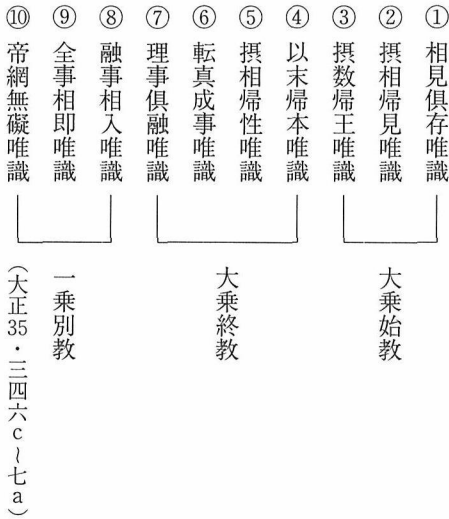 ①相見俱存唯識
②摂相帰見唯識
③摂数帰王唯識
④以末帰本唯識
⑤摂相帰性唯識
⑥転真成事唯識
⑦理事俱融唯識
⑧融事相入唯識
⑨全事相即唯識
⑩帝網無礙唯識
大乗始教
大乗終教
一乗別教
（大正35・三四六c～七a）